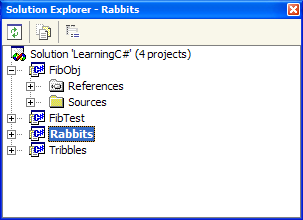 Solution Explorer - Rabbits
Solution 'LearningC#' (4 projects)
FibObj
References
Sources
FibTest
Rabbits
Tribbles